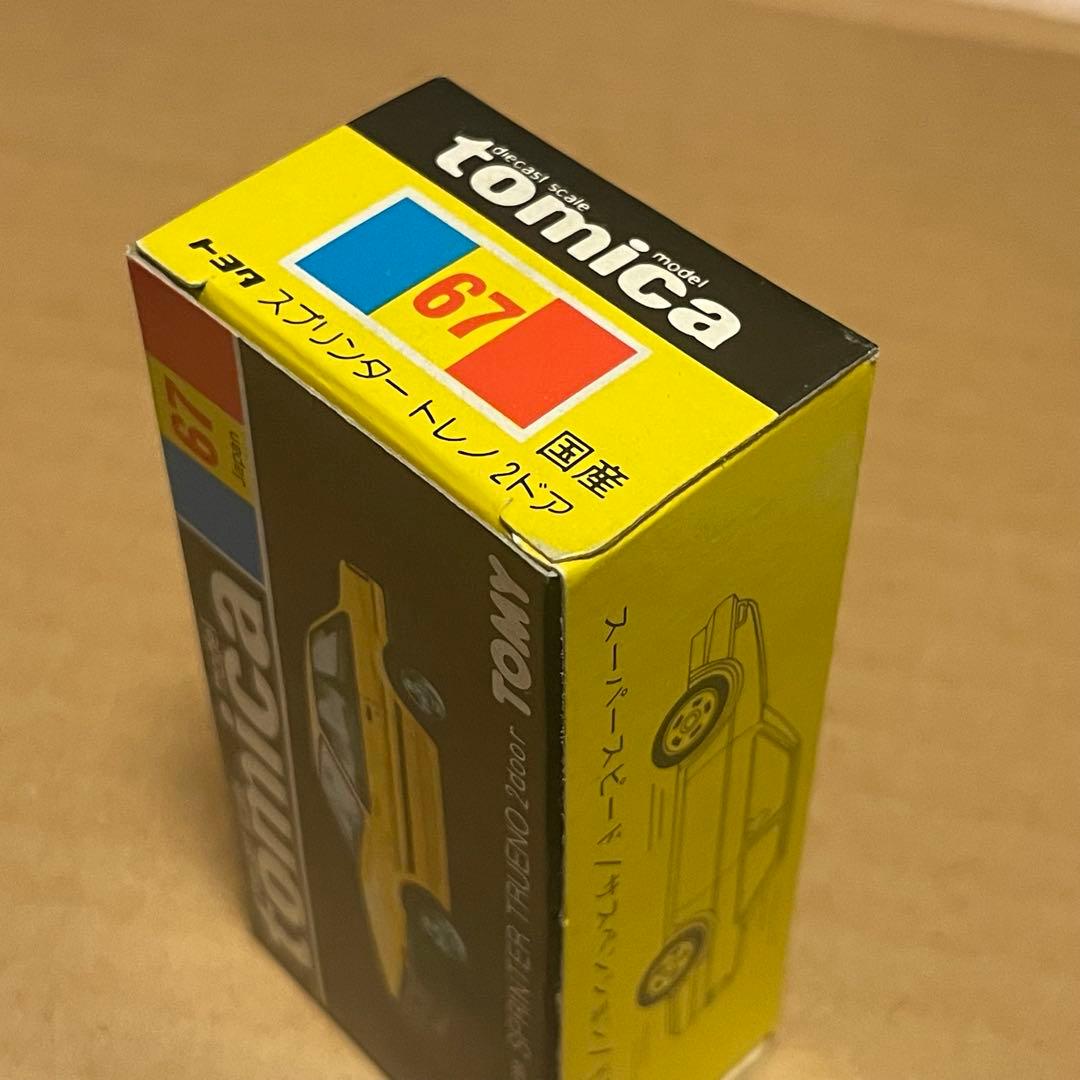 diecast scale model
tomica
67
国産
トヨタ スプリンター トレノ 2ドア
67
Japan
tomica
SPRINTER TRUENO 2door TOMY
スーパースピード!